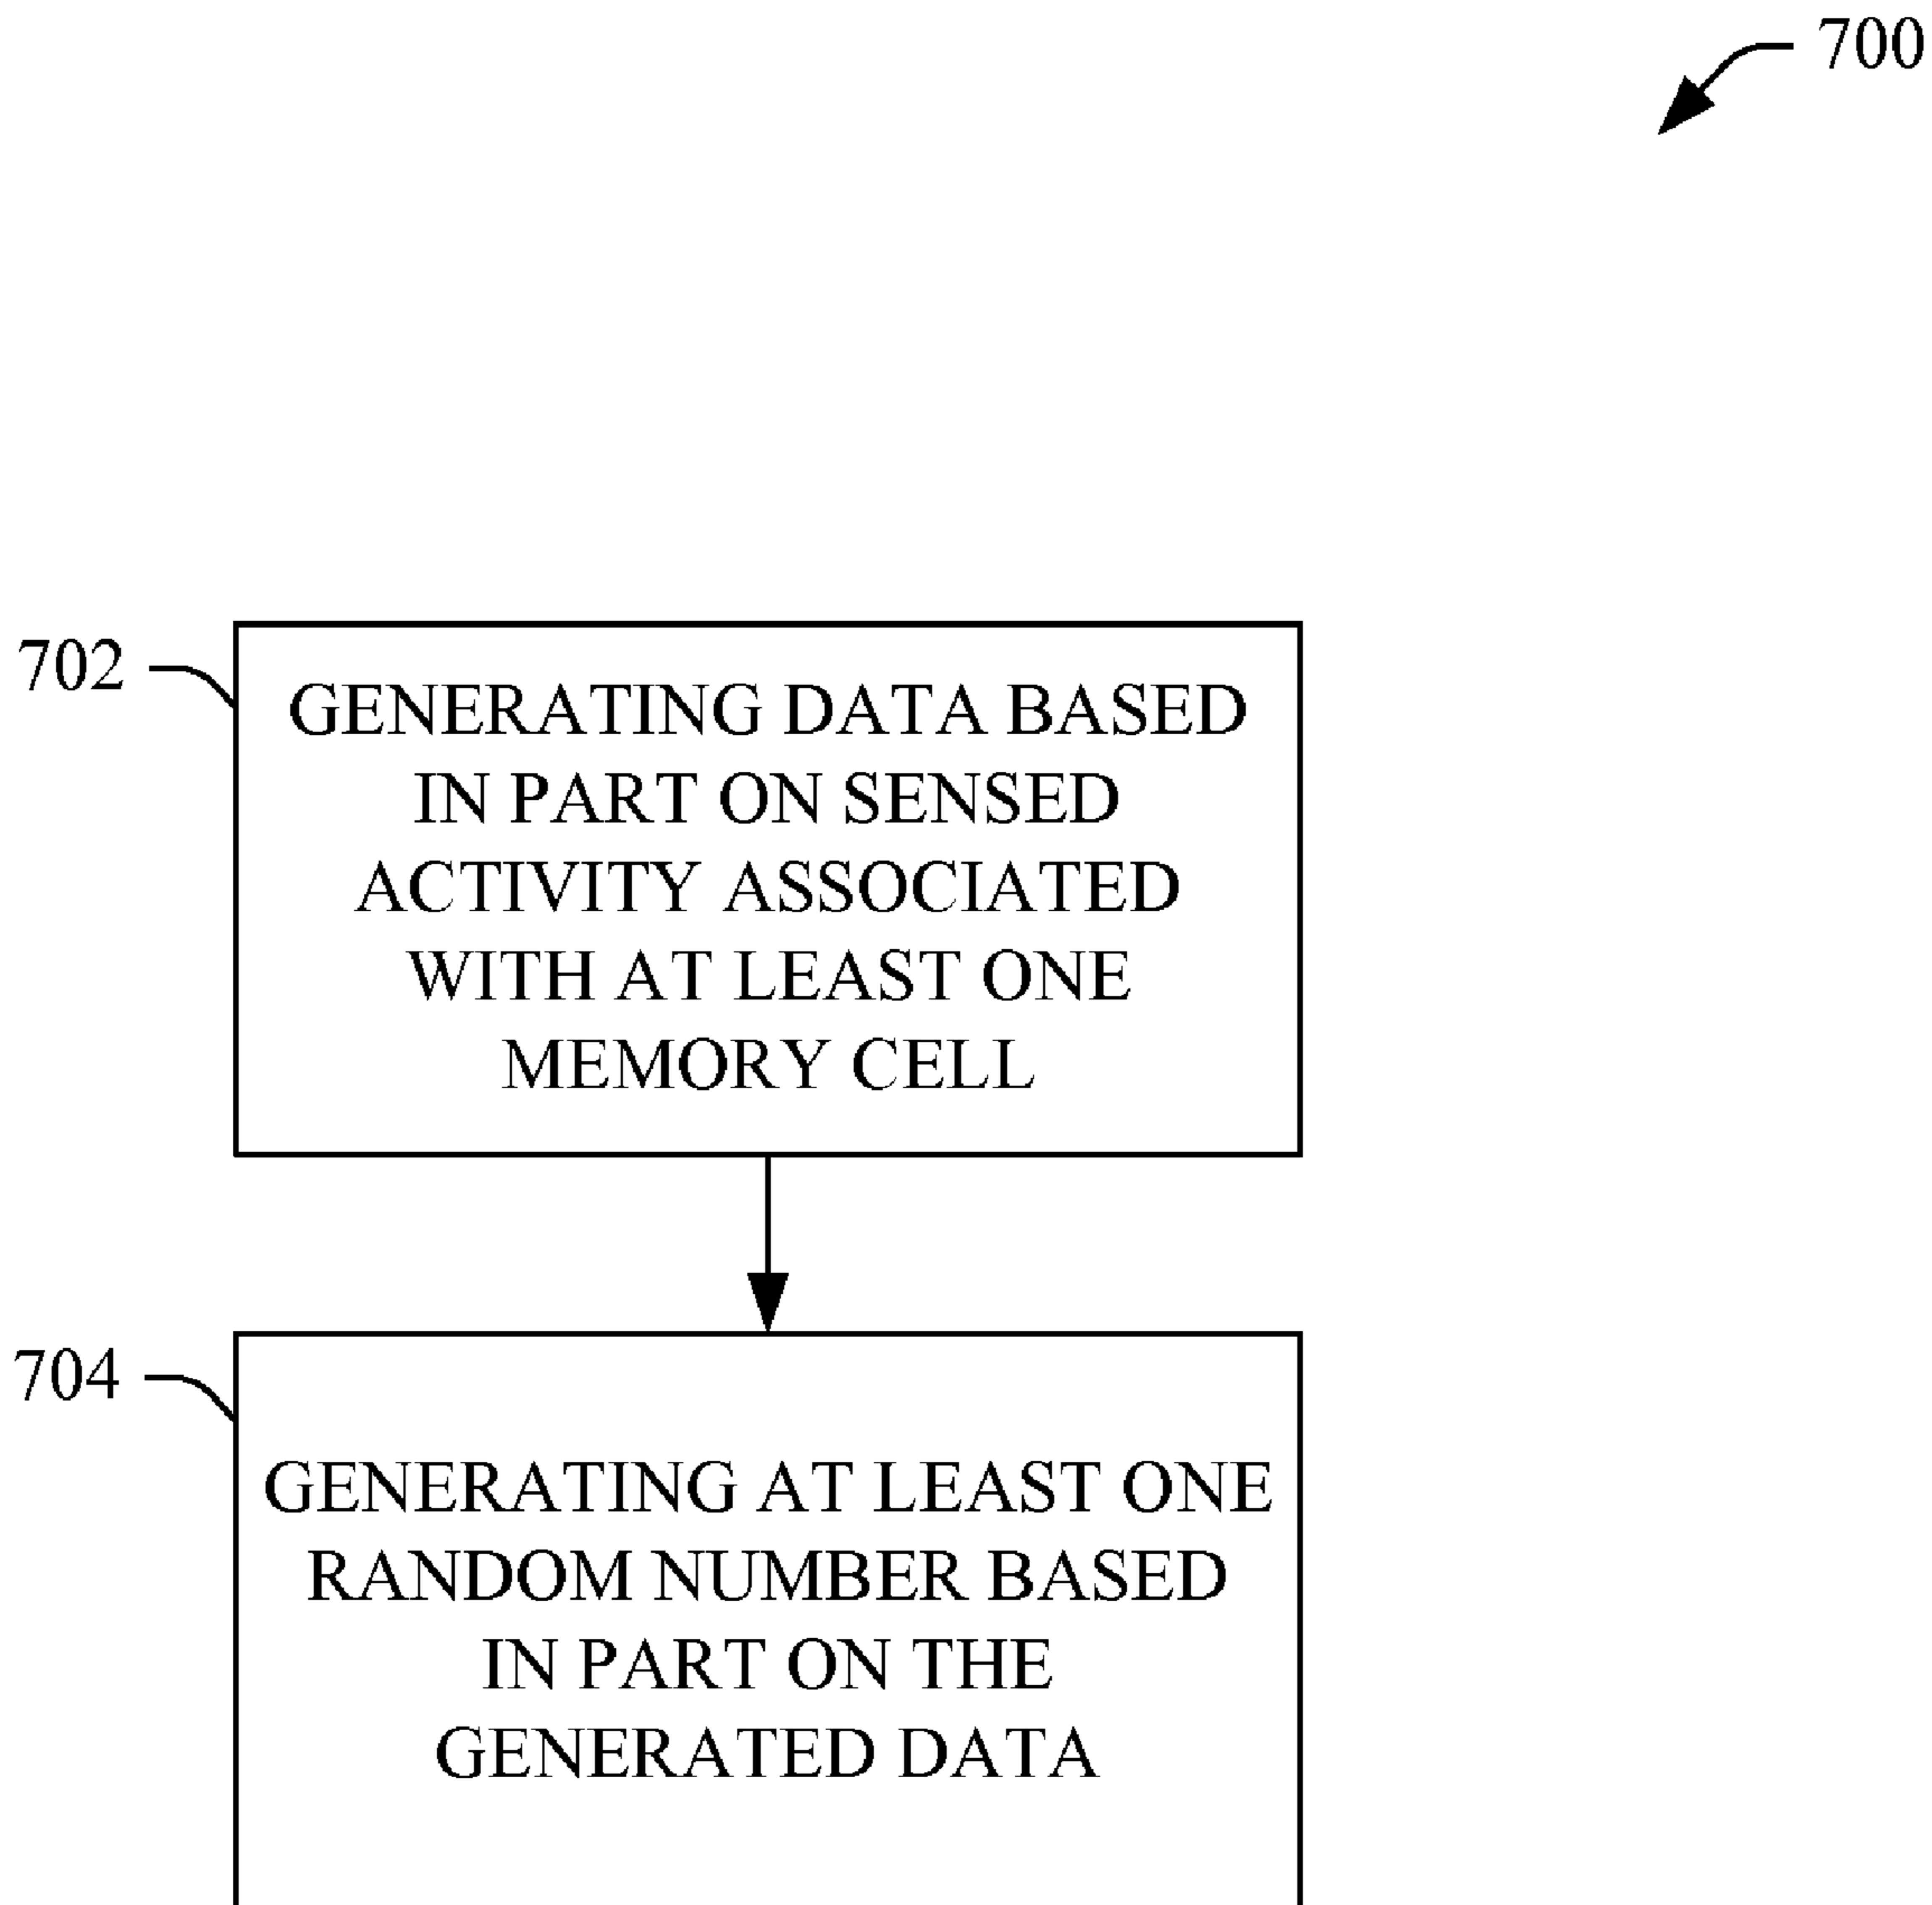 700
702
GENERATING DATA BASED
IN PART ON SENSED
ACTIVITY ASSOCIATED
WITH AT LEAST ONE
MEMORY CELL
704
GENERATING AT LEAST ONE
RANDOM NUMBER BASED
IN PART ON THE
GENERATED DATA